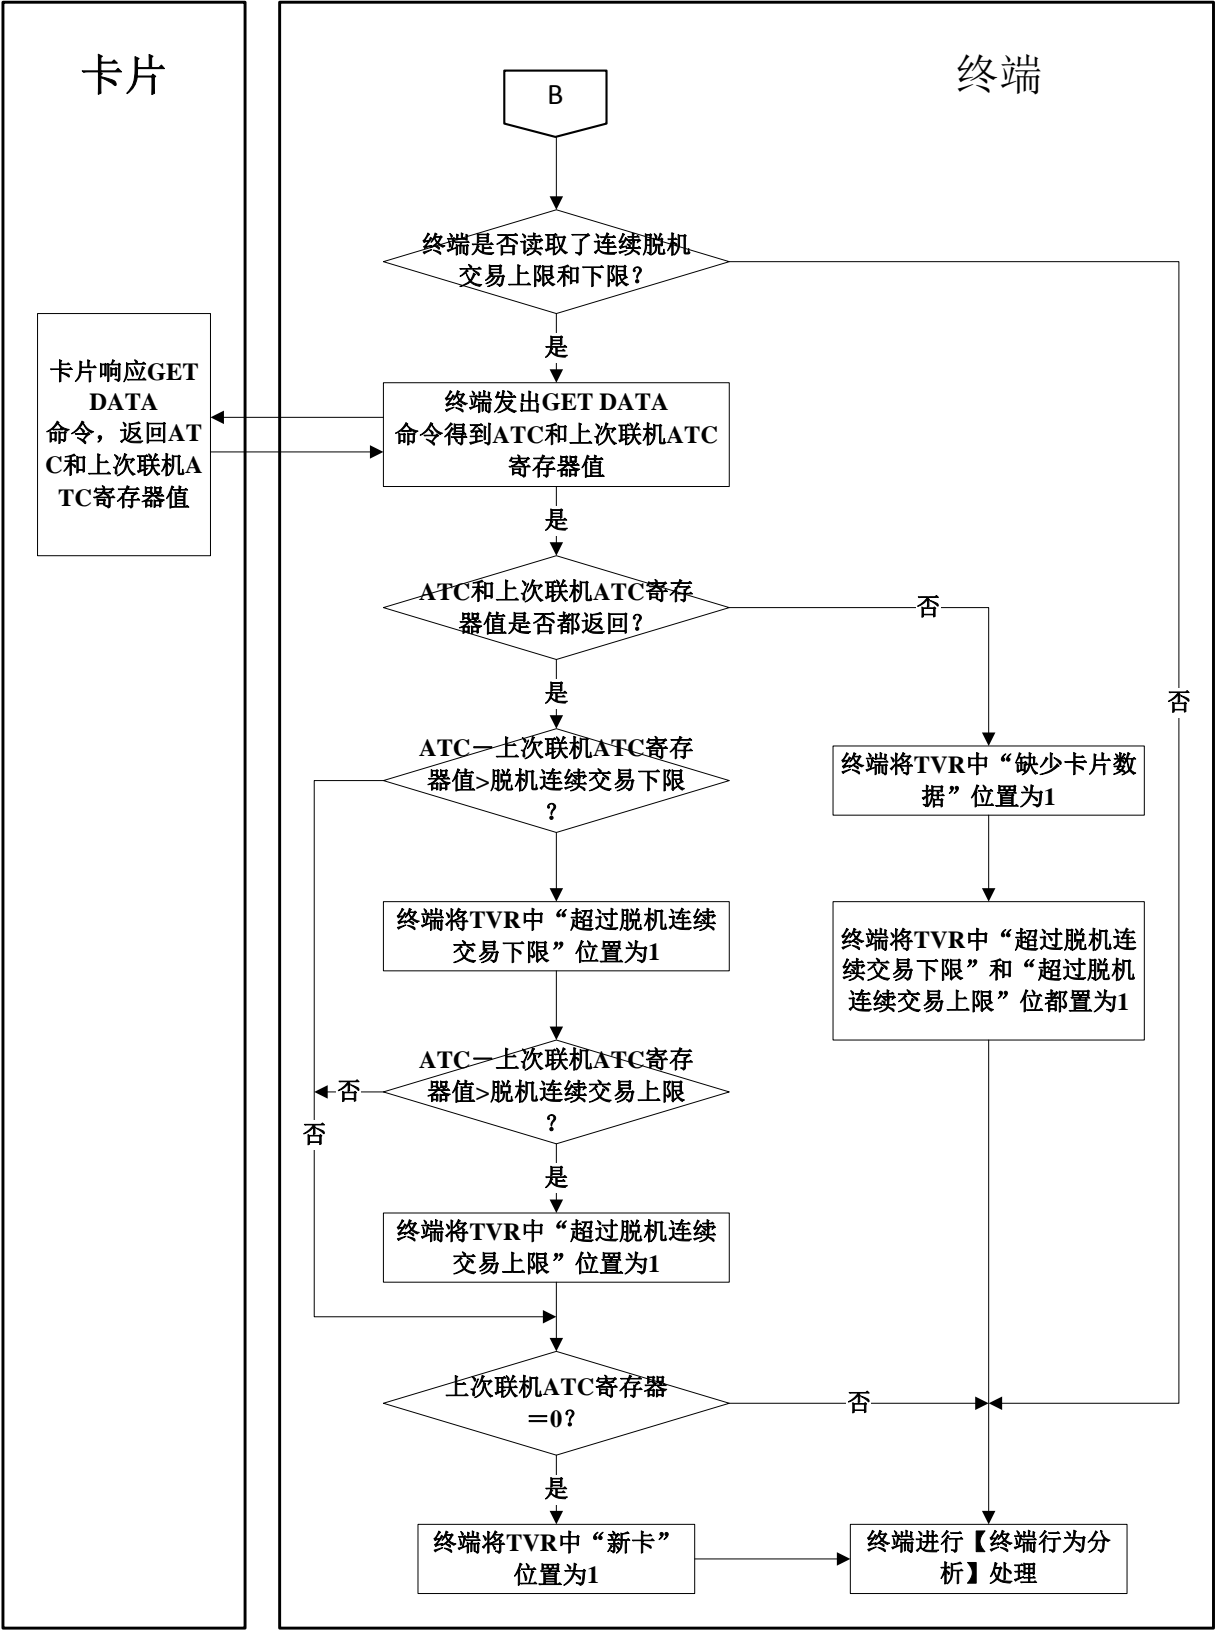 卡片
终端
B
终端是否读取了连续脱机
交易上限和下限?
是
卡片响应GET
DATA
命令，返回AT
C和上次联机A
TC寄存器值
终端发出GET DATA
命令得到ATC和上次联机ATC
寄存器值
是
ATC和上次联机ATC寄存
器值是否都返回?
否
是
否
ATC－上次联机ATC寄存
器值>脱机连续交易下限
?
终端将TVR中“缺少卡片数
据”位置为1
终端将TVR中“超过脱机连续
交易下限”位置为1
终端将TVR中“超过脱机连
续交易下限”和“超过脱机
连续交易上限”位都置为1
ATC－上次联机ATC寄存
器值>脱机连续交易上限
?
否
否
是
终端将TVR中“超过脱机连续
交易上限”位置为1
上次联机ATC寄存器
＝0?
否
是
终端将TVR中“新卡”
位置为1
终端进行【终端行为分
析】处理